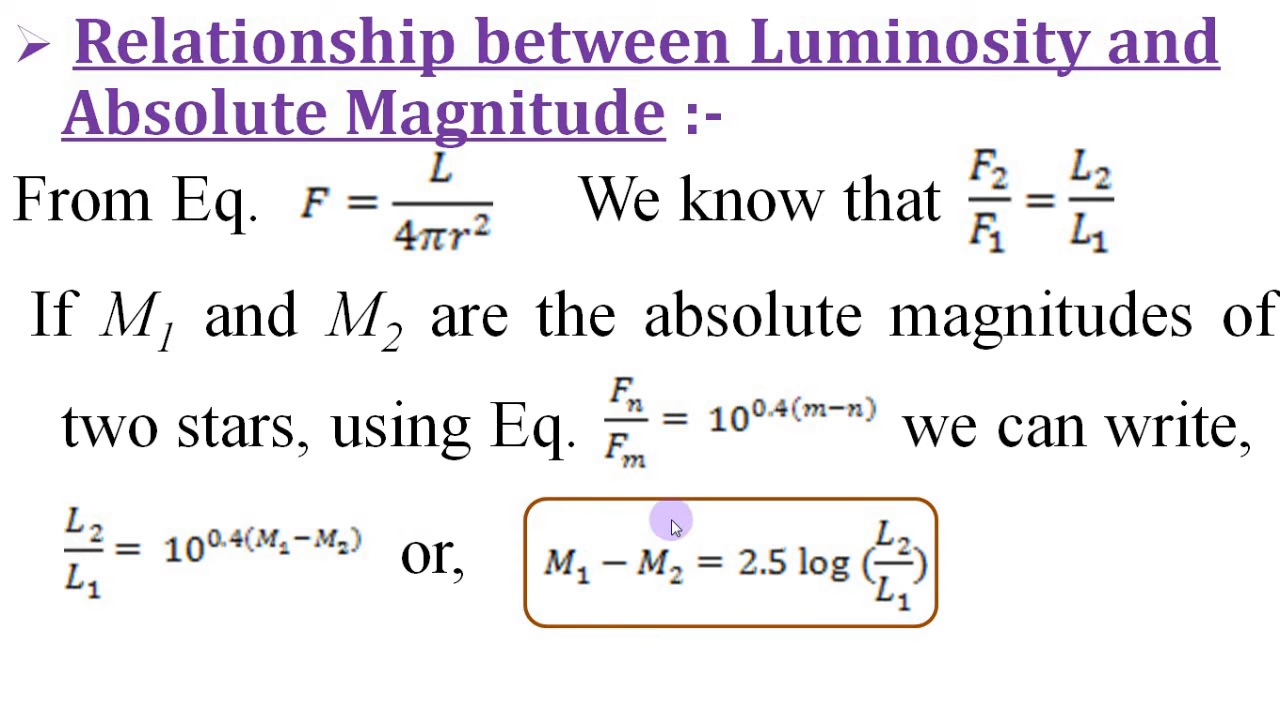 ➢ Relationship between Luminosity and
Absolute Magnitude :-
From Eq. F = L / 4πr² We know that F₂/F₁ = L₂/L₁
If M₁ and M₂ are the absolute magnitudes of
two stars, using Eq. Fₙ/Fₘ = 10^0.4(m−n) we can write,
L₂/L₁ = 10^0.4(M₁−M₂) or, M₁ − M₂ = 2.5 log (L₂/L₁)